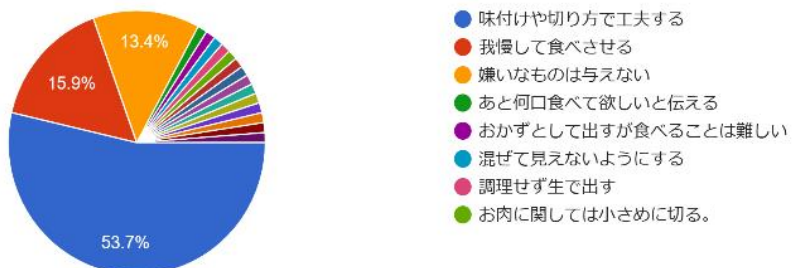 13.4%
15.9%
53.7%
味付けや切り方で工夫する
我慢して食べさせる
嫌いなものは与えない
あと何口食べて欲しいと伝える
おかずとして出すが食べることは難しい
混ぜて見えないようにする
調理せず生で出す
お肉に関しては小さめに切る。